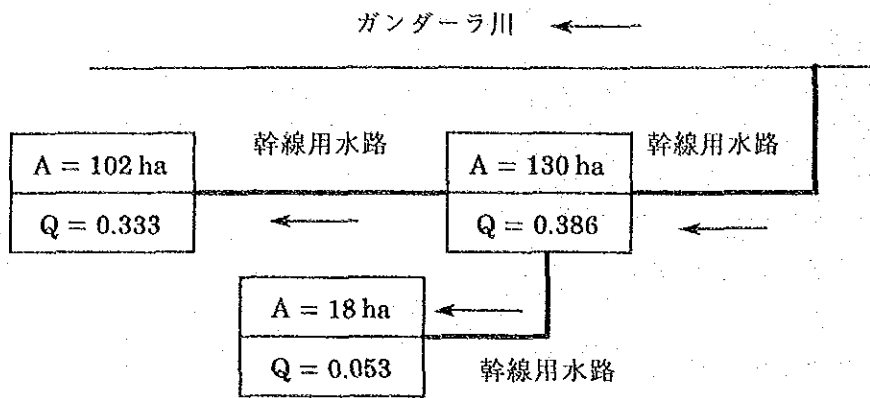 ガンダーラ川
幹線用水路
幹線用水路
A = 102 ha
A = 130 ha
Q = 0.333
Q = 0.386
A = 18 ha
Q = 0.053
幹線用水路